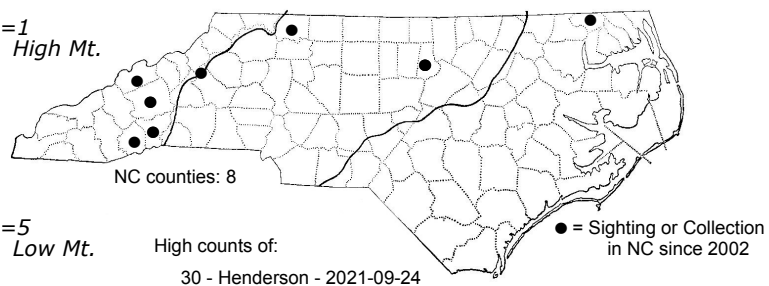 =1
High Mt.
NC counties: 8
=5
Low Mt.
High counts of:
30 - Henderson - 2021-09-24
● = Sighting or Collection
in NC since 2002